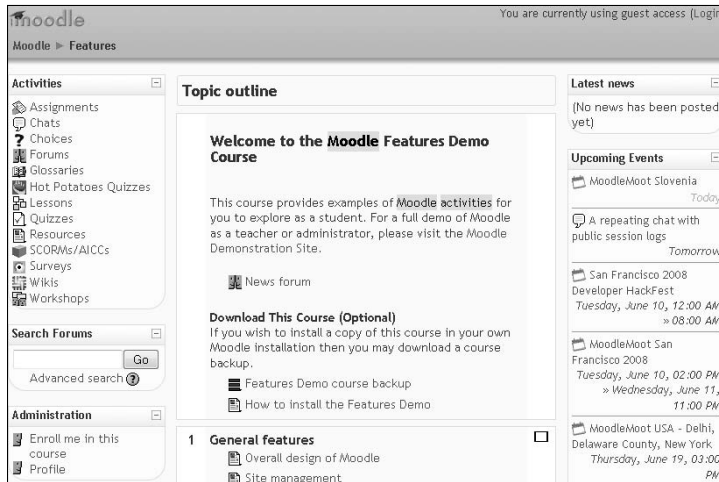 moodle
You are currently using guest access (Login
Moodle ► Features
Activities
Assignments
Chats
Choices
Forums
Glossaries
Hot Potatoes Quizzes
Lessons
Quizzes
Resources
SCORMs/AICCs
Surveys
Wikis
Workshops
Search Forums
Go
Advanced search ?
Administration
Enroll me in this
course
Profile
Topic outline
Welcome to the Moodle Features Demo
Course
This course provides examples of Moodle activities for
you to explore as a student. For a full demo of Moodle
as a teacher or administrator, please visit the Moodle
Demonstration Site.
News forum
Download This Course (Optional)
If you wish to install a copy of this course in your own
Moodle installation then you may download a course
backup.
Features Demo course backup
How to install the Features Demo
1 General features
Overall design of Moodle
Site management
Latest news
(No news has been posted
yet)
Upcoming Events
MoodleMoot Slovenia
Today
A repeating chat with
public session logs
Tomorrow
San Francisco 2008
Developer HackFest
Tuesday, June 10, 12:00 AM
» 08:00 AM
MoodleMoot San
Francisco 2008
Tuesday, June 10, 02:00 PM
» Wednesday, June 11,
11:00 PM
MoodleMoot USA - Delhi,
Delaware County, New York
Thursday, June 19, 03:00
PM